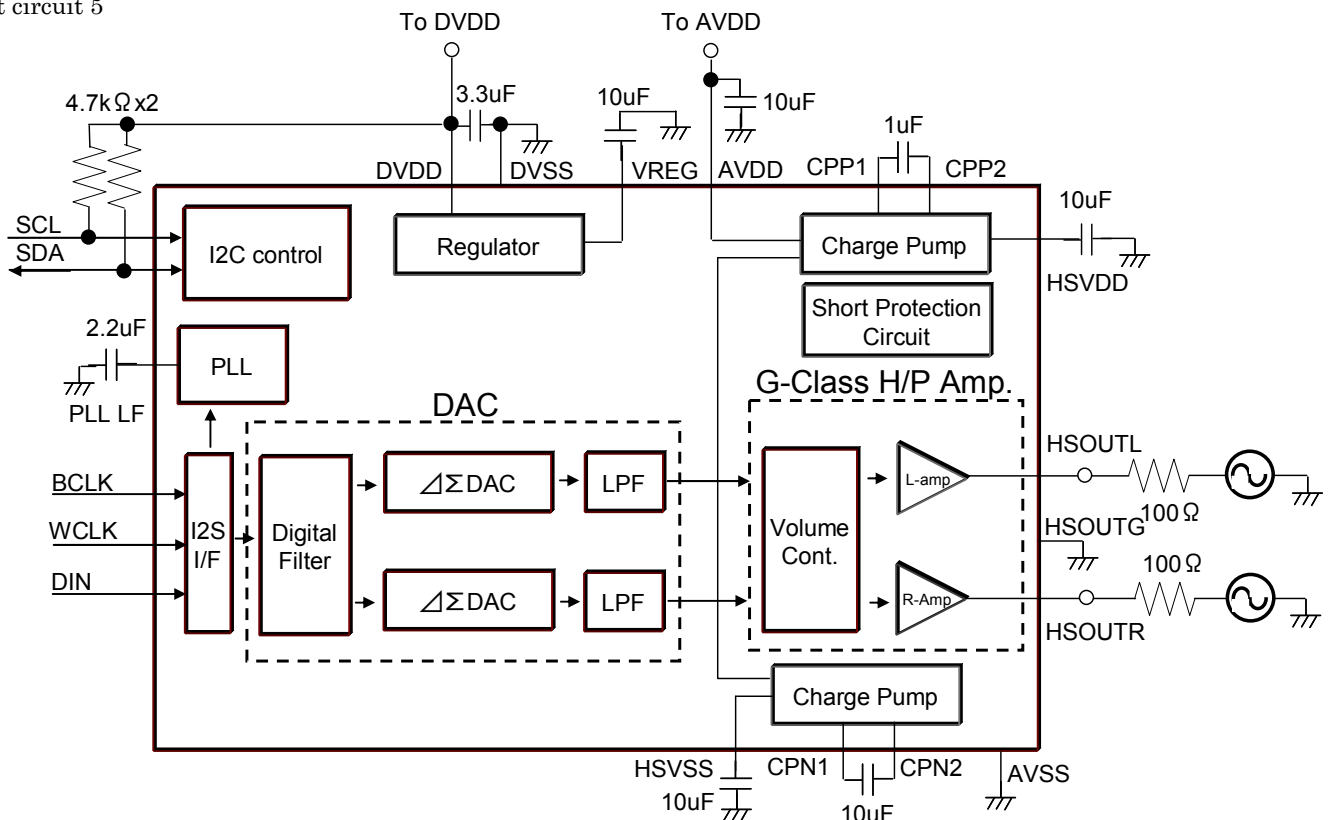 t circuit 5
To DVDD
To AVDD
4.7kΩx2
3.3uF
10uF
10uF
1uF
DVDD
DVSS
VREG
AVDD
CPP1
CPP2
10uF
SCL
SDA
I2C control
Regulator
Charge Pump
HSVDD
Short Protection
Circuit
2.2uF
PLL
PLL LF
DAC
G-Class H/P Amp.
HSOUTL
BCLK
WCLK
DIN
I2S
I/F
Digital
Filter
⊿ΣDAC
LPF
Volume
Cont.
L-amp
100Ω
HSOUTG
100Ω
⊿ΣDAC
LPF
R-Amp
HSOUTR
Charge Pump
HSVSS
10uF
CPN1
CPN2
10uF
AVSS